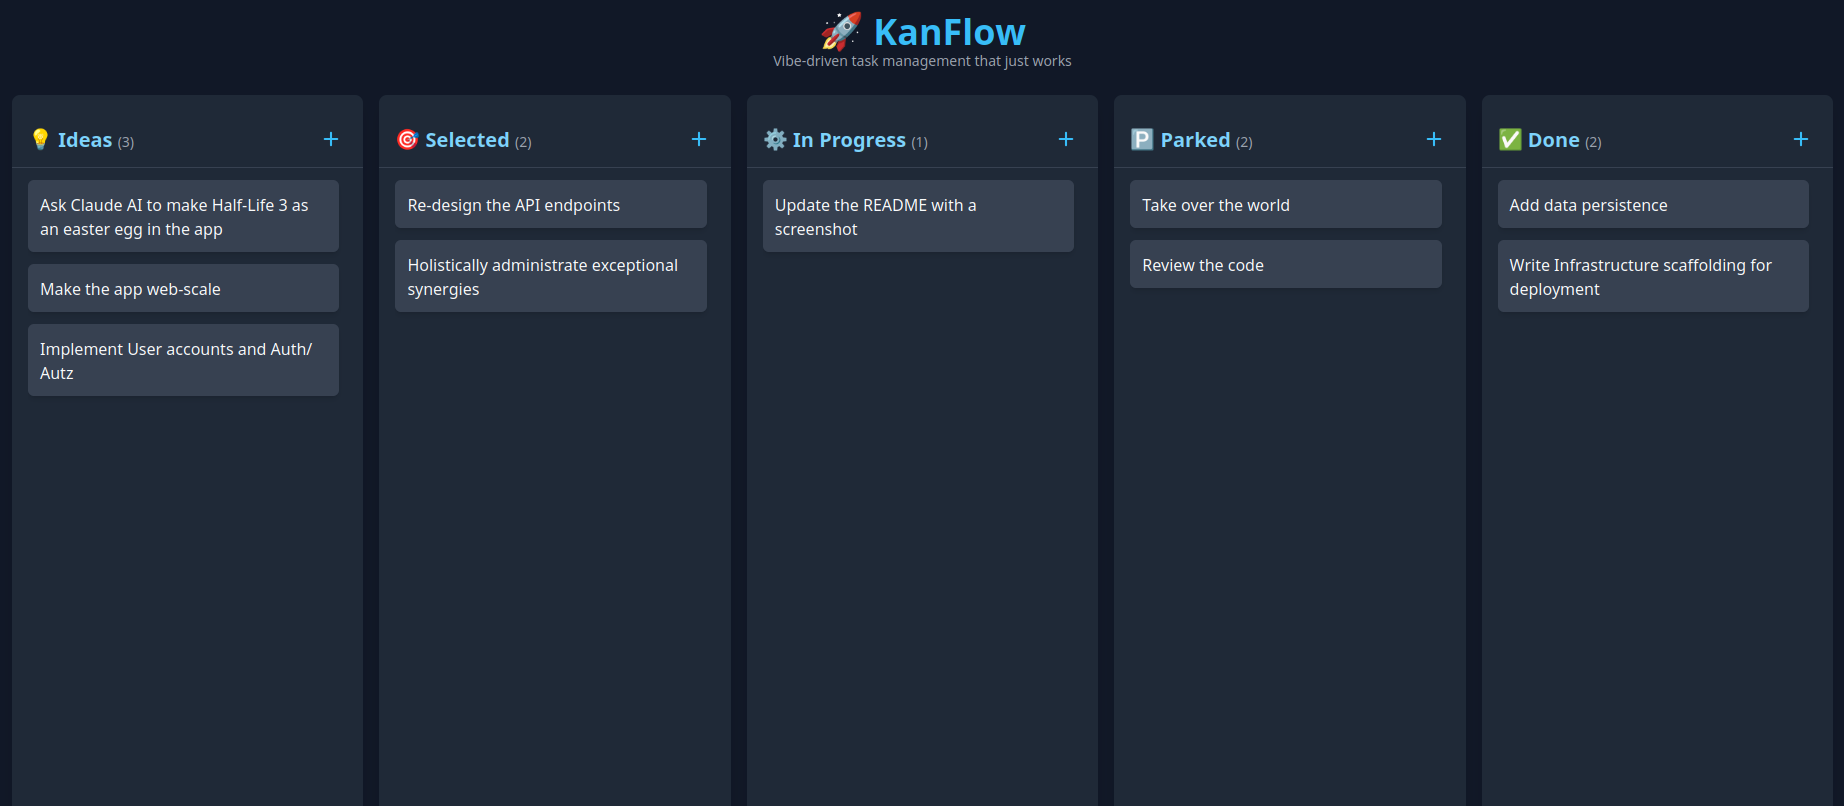 🚀 KanFlow
Vibe-driven task management that just works
💡 Ideas (3) +
Ask Claude AI to make Half-Life 3 as
an easter egg in the app
Make the app web-scale
Implement User accounts and Auth/
Autz
🎯 Selected (2) +
Re-design the API endpoints
Holistically administrate exceptional
synergies
⚙️ In Progress (1) +
Update the README with a
screenshot
🅿️ Parked (2) +
Take over the world
Review the code
✅ Done (2) +
Add data persistence
Write Infrastructure scaffolding for
deployment